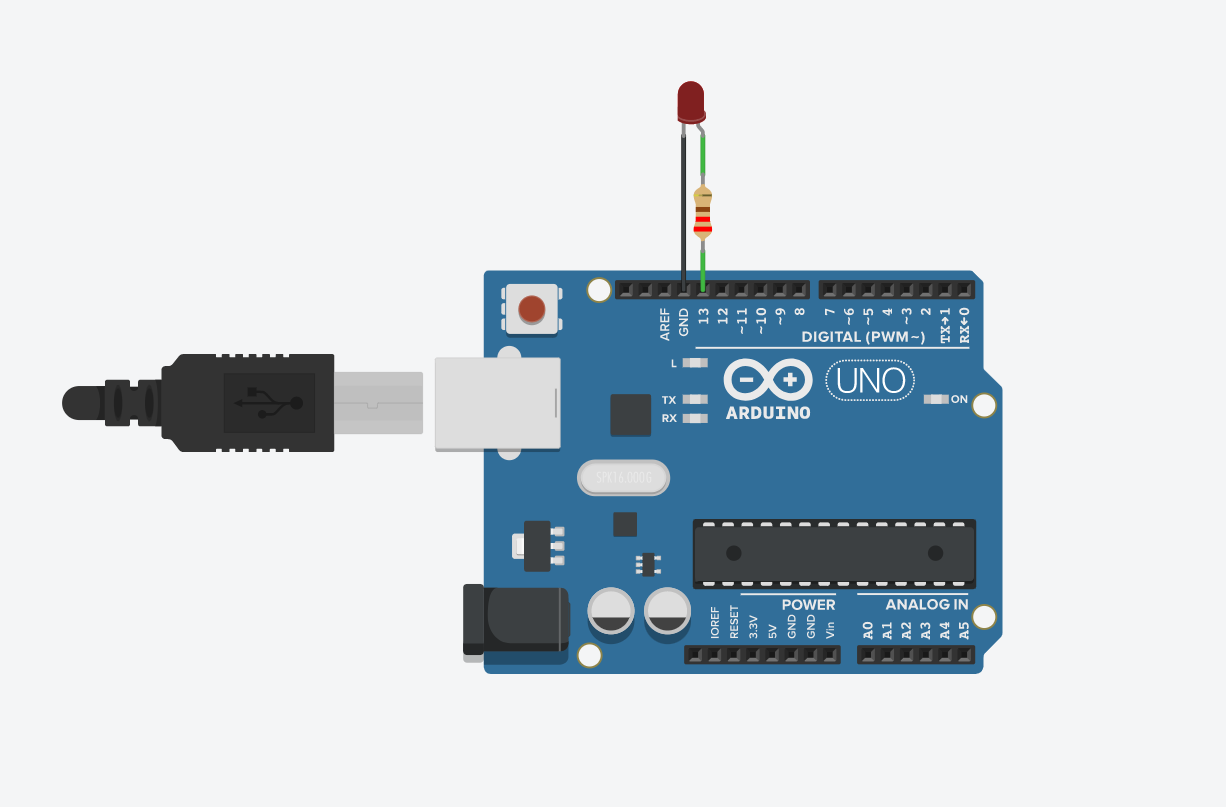 AREF
GND
13
12
~11
~10
~9
8
7
~6
~5
4
~3
2
TX→1
RX←0
DIGITAL (PWM~)
L
TX
RX
UNO
ARDUINO
ON
SPK16.000G
POWER
ANALOG IN
IOREF
RESET
3.3V
5V
GND
GND
Vin
A0
A1
A2
A3
A4
A5